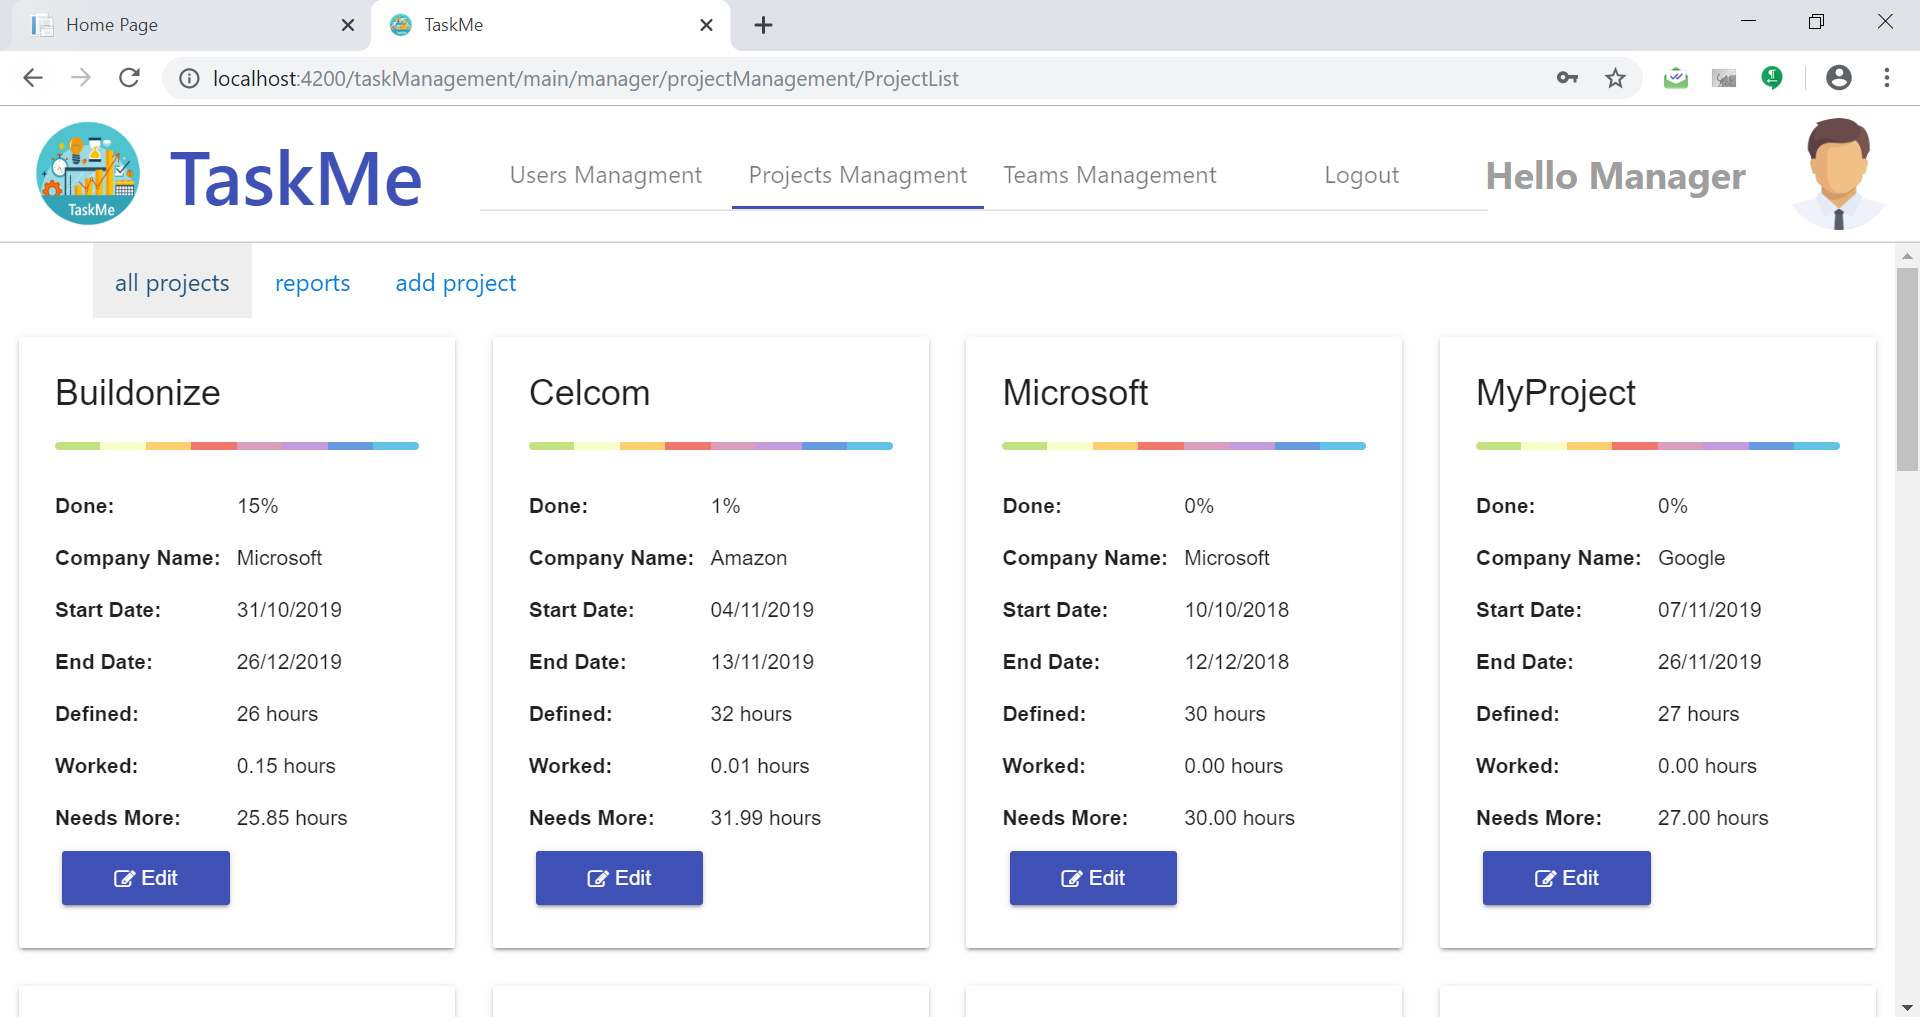 Home Page
TaskMe
localhost:4200/taskManagement/main/manager/projectManagement/ProjectList
TaskMe
TaskMe
Users Managment
Projects Managment
Teams Management
Logout
Hello Manager
all projects
reports
add project
Buildonize
Done: 15%
Company Name: Microsoft
Start Date: 31/10/2019
End Date: 26/12/2019
Defined: 26 hours
Worked: 0.15 hours
Needs More: 25.85 hours
Edit
Celcom
Done: 1%
Company Name: Amazon
Start Date: 04/11/2019
End Date: 13/11/2019
Defined: 32 hours
Worked: 0.01 hours
Needs More: 31.99 hours
Edit
Microsoft
Done: 0%
Company Name: Microsoft
Start Date: 10/10/2018
End Date: 12/12/2018
Defined: 30 hours
Worked: 0.00 hours
Needs More: 30.00 hours
Edit
MyProject
Done: 0%
Company Name: Google
Start Date: 07/11/2019
End Date: 26/11/2019
Defined: 27 hours
Worked: 0.00 hours
Needs More: 27.00 hours
Edit